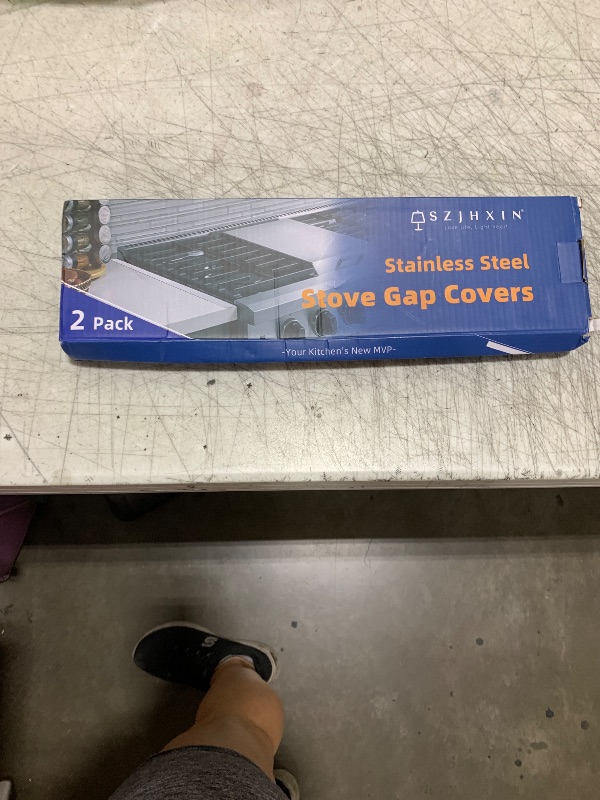 SZJHXIN®
Stainless Steel
Stove Gap Covers
2 Pack
-Your Kitchen's New MVP-